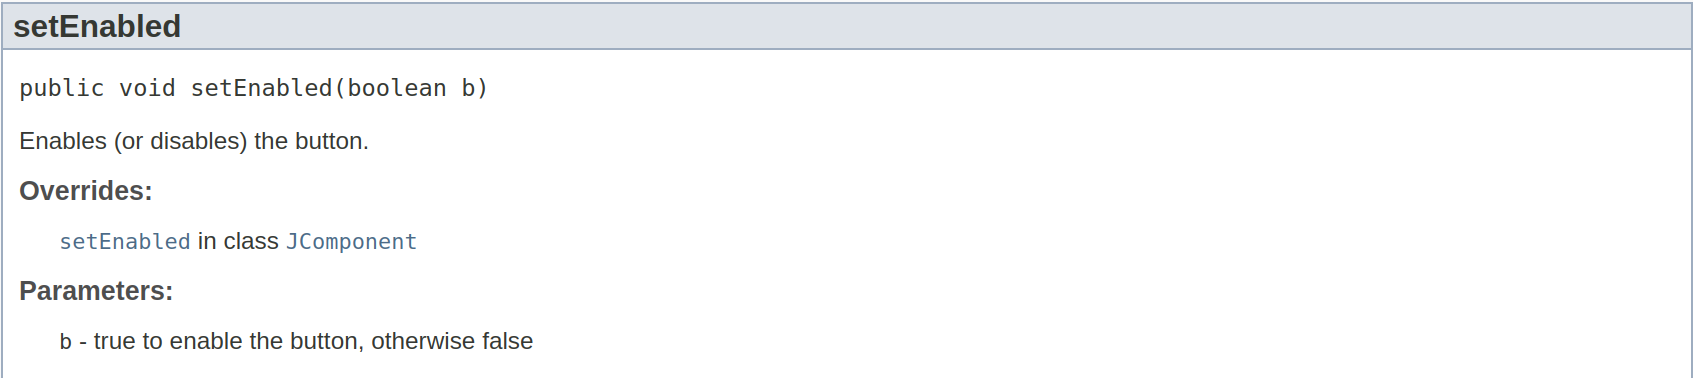 setEnabled
public void setEnabled(boolean b)
Enables (or disables) the button.
Overrides:
setEnabled in class JComponent
Parameters:
b - true to enable the button, otherwise false